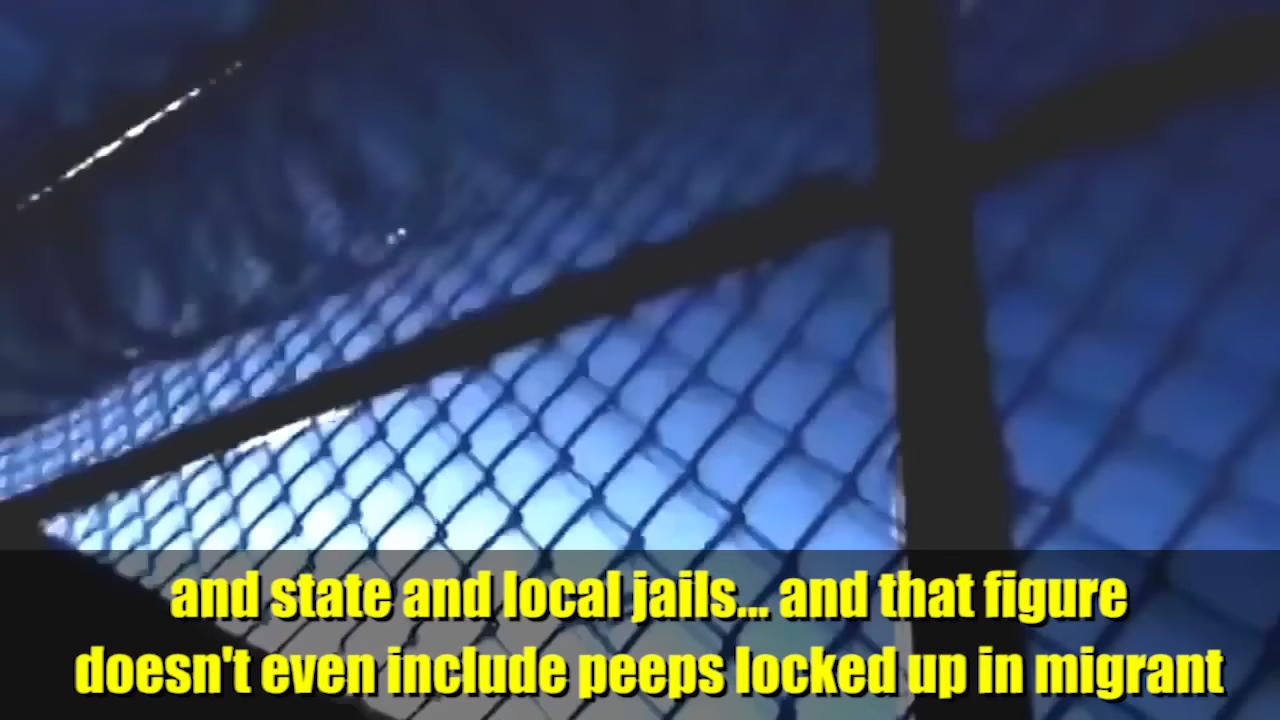 and state and local jails... and that figure
doesn't even include peeps locked up in migrant